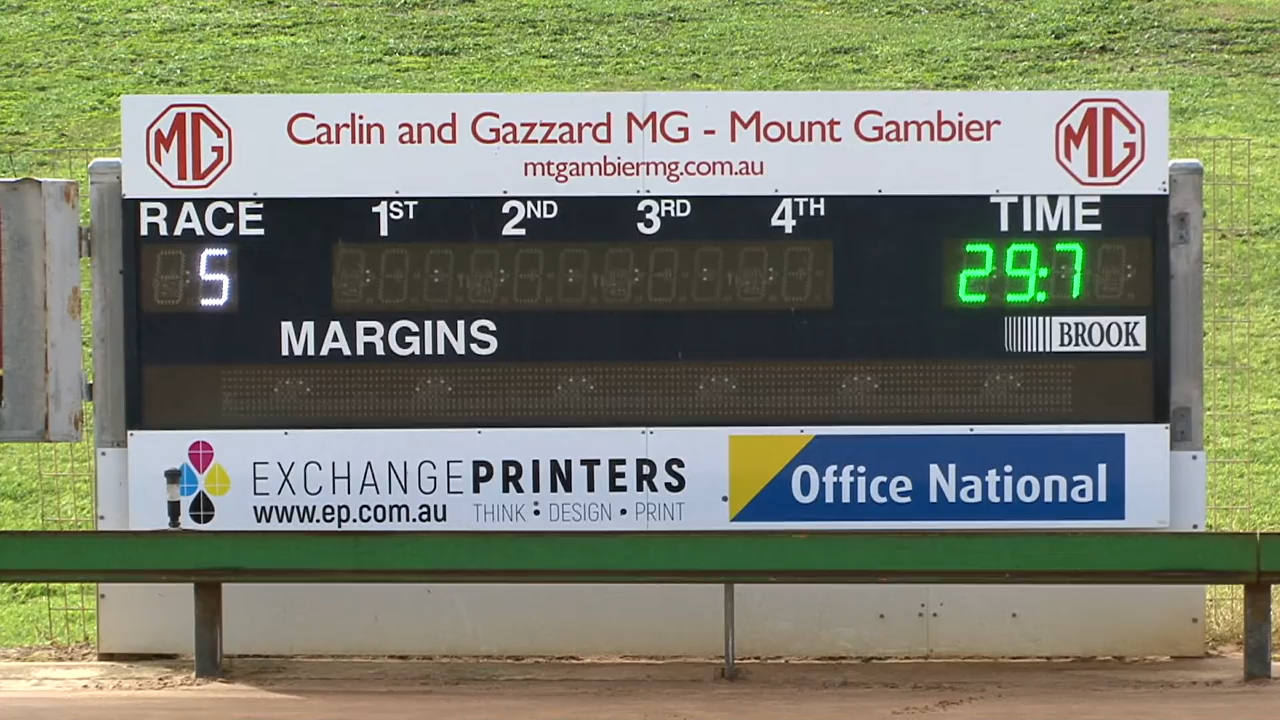 MG Carlin and Gazzard MG - Mount Gambier MG
mtgambiermg.com.au
RACE 1ST 2ND 3RD 4TH TIME
5 29:7
MARGINS BROOK
EXCHANGEPRINTERS Office National
www.ep.com.au THINK : DESIGN • PRINT